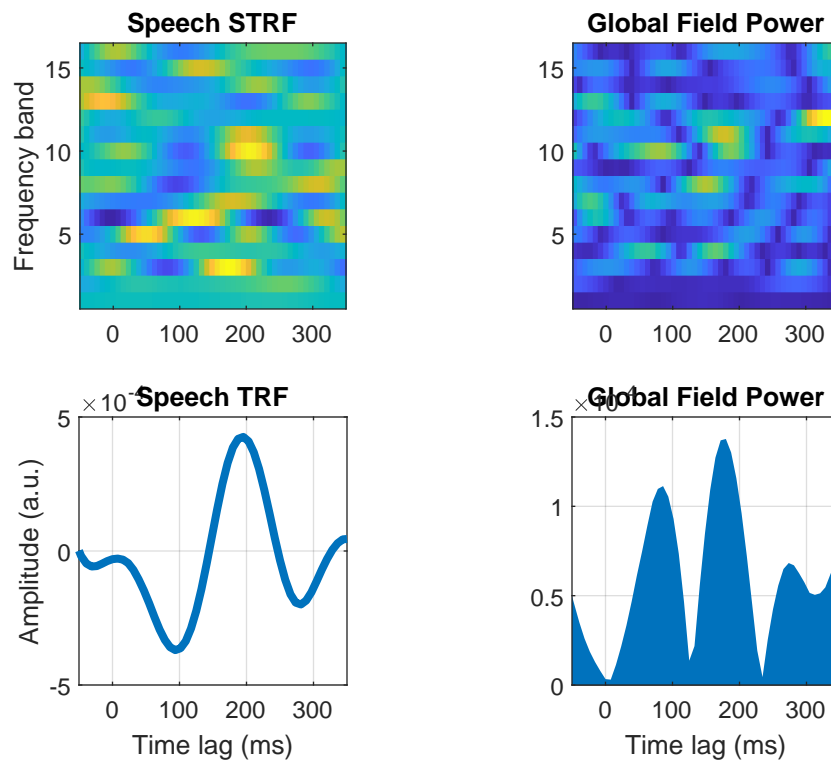 Speech STRF
Frequency band
15
10
5
0 100 200 300
Global Field Power
15
10
5
0 100 200 300
Speech TRF
Amplitude (a.u.)
× 10⁻⁴
5
0
-5
0 100 200 300
Time lag (ms)
Global Field Power
1.5
1
0.5
0
0 100 200 300
Time lag (ms)